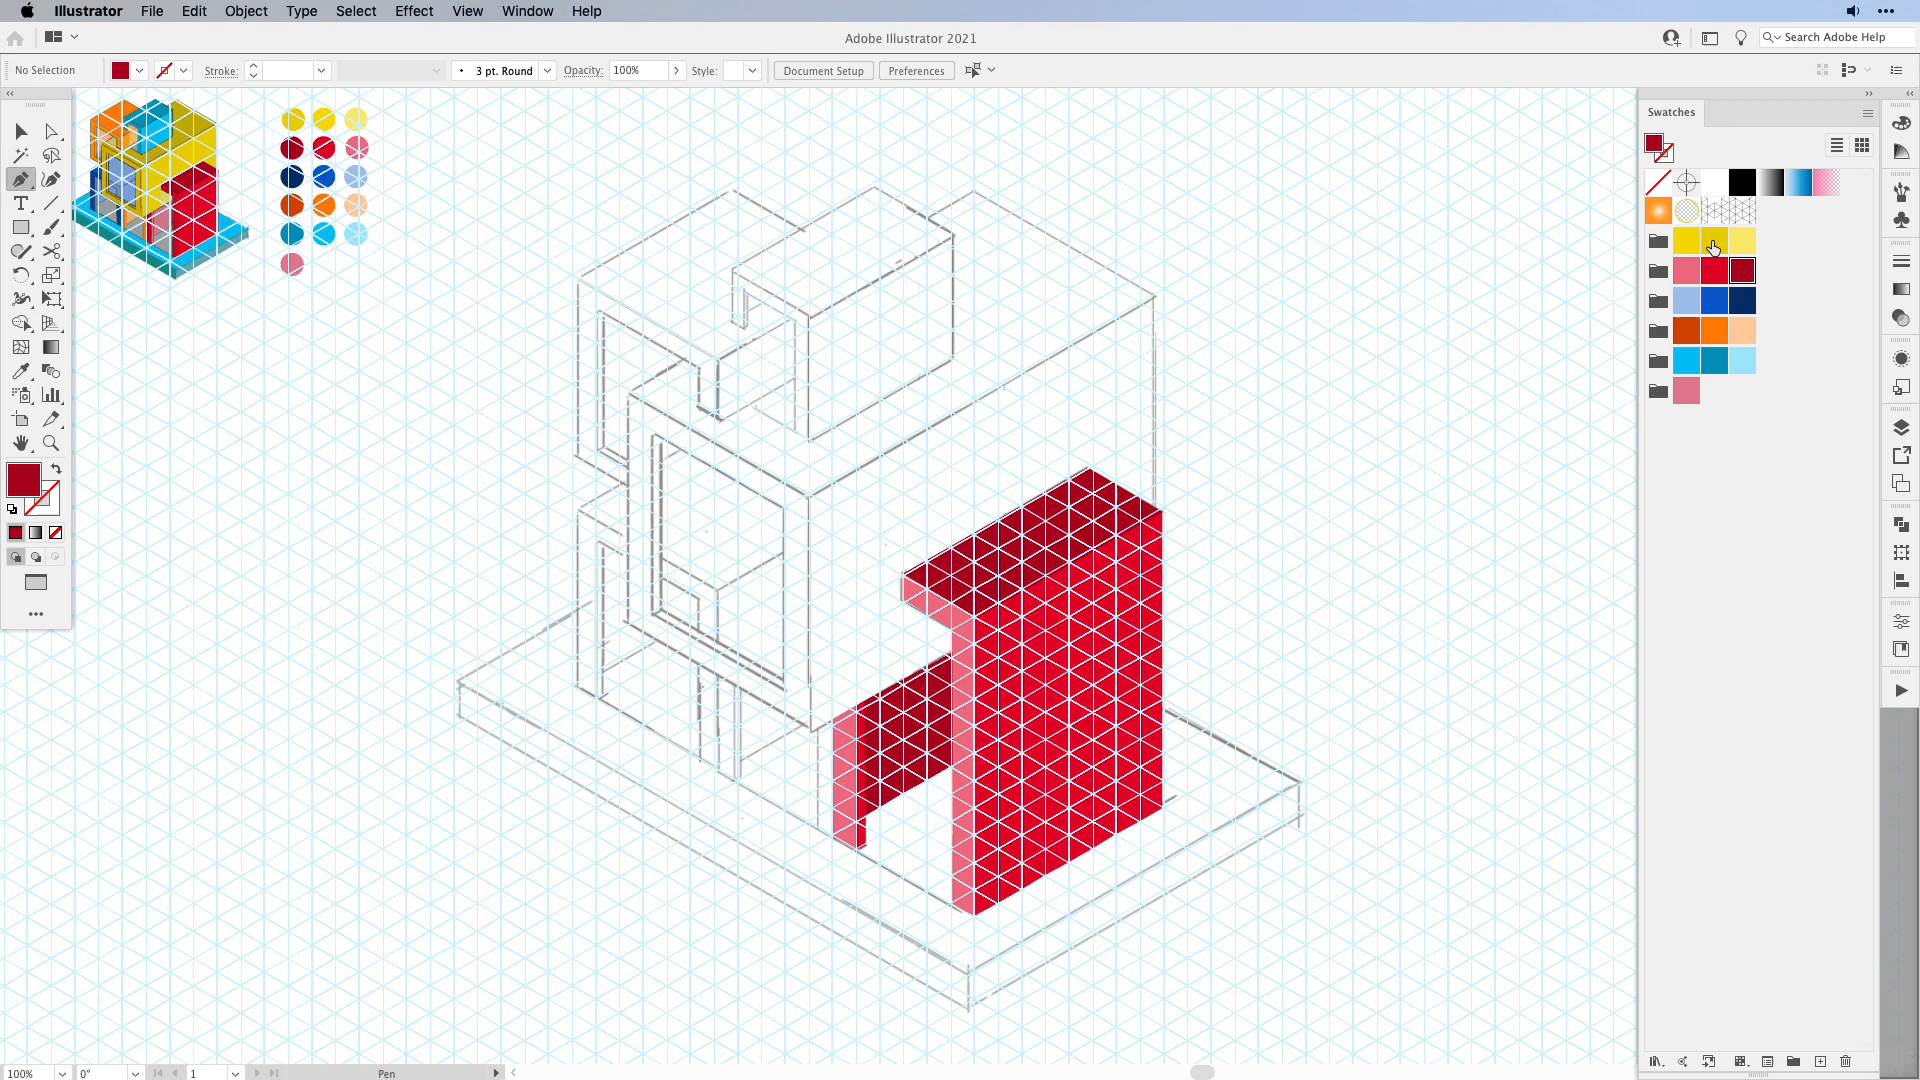 Illustrator File Edit Object Type Select Effect View Window Help
Adobe Illustrator 2021
Search Adobe Help
No Selection
Stroke:
3 pt. Round
Opacity: 100%
Style:
Document Setup
Preferences
Swatches
100%
0°
1
Pen